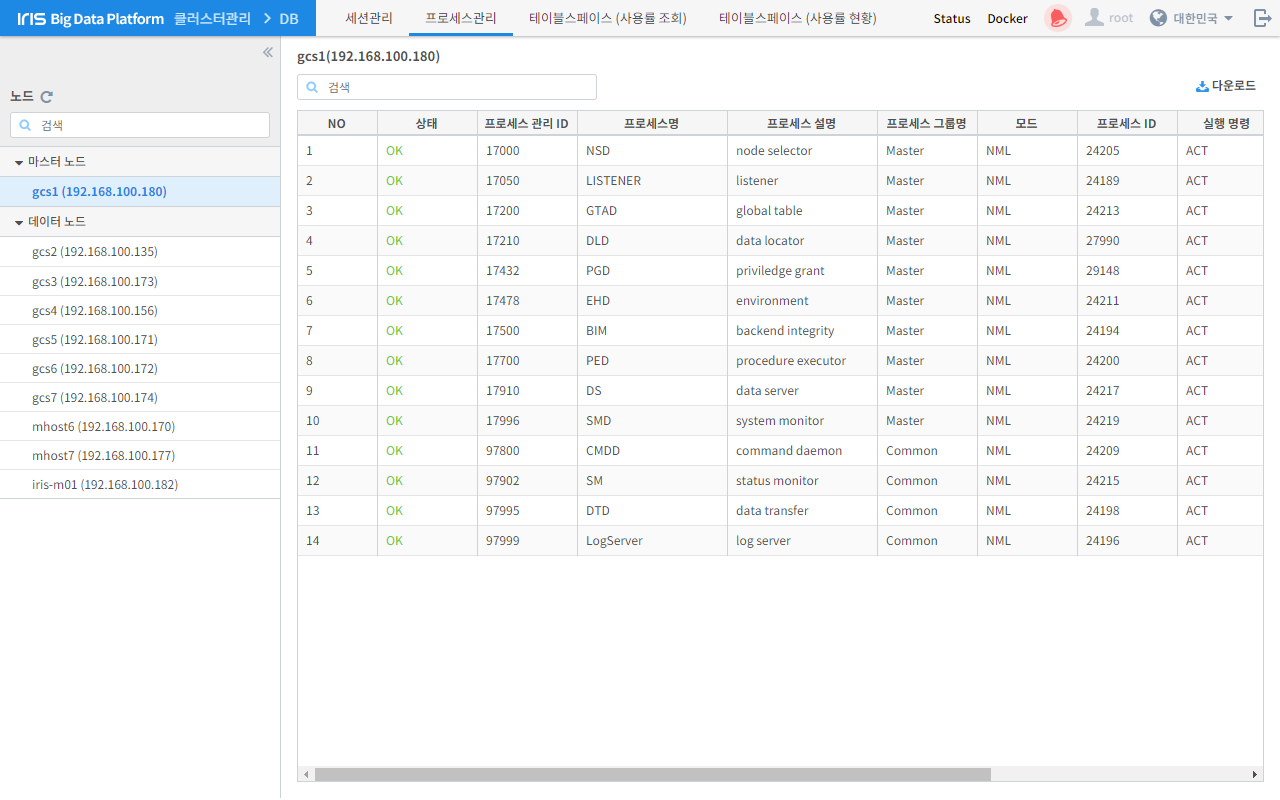 IRIS Big Data Platform 클러스터관리 > DB 세션관리 프로세스관리 테이블스페이스 (사용률 조회) 테이블스페이스 (사용률 현황) Status Docker root 대한민국
gcs1(192.168.100.180)
검색
다운로드
노드
검색
마스터 노드
gcs1 (192.168.100.180)
데이터 노드
gcs2 (192.168.100.135)
gcs3 (192.168.100.173)
gcs4 (192.168.100.156)
gcs5 (192.168.100.171)
gcs6 (192.168.100.172)
gcs7 (192.168.100.174)
mhost6 (192.168.100.170)
mhost7 (192.168.100.177)
iris-m01 (192.168.100.182)
NO 상태 프로세스 관리 ID 프로세스명 프로세스 설명 프로세스 그룹명 모드 프로세스 ID 실행 명령
1 OK 17000 NSD node selector Master NML 24205 ACT
2 OK 17050 LISTENER listener Master NML 24189 ACT
3 OK 17200 GTAD global table Master NML 24213 ACT
4 OK 17210 DLD data locator Master NML 27990 ACT
5 OK 17432 PGD priviledge grant Master NML 29148 ACT
6 OK 17478 EHD environment Master NML 24211 ACT
7 OK 17500 BIM backend integrity Master NML 24194 ACT
8 OK 17700 PED procedure executor Master NML 24200 ACT
9 OK 17910 DS data server Master NML 24217 ACT
10 OK 17996 SMD system monitor Master NML 24219 ACT
11 OK 97800 CMDD command daemon Common NML 24209 ACT
12 OK 97902 SM status monitor Common NML 24215 ACT
13 OK 97995 DTD data transfer Common NML 24198 ACT
14 OK 97999 LogServer log server Common NML 24196 ACT